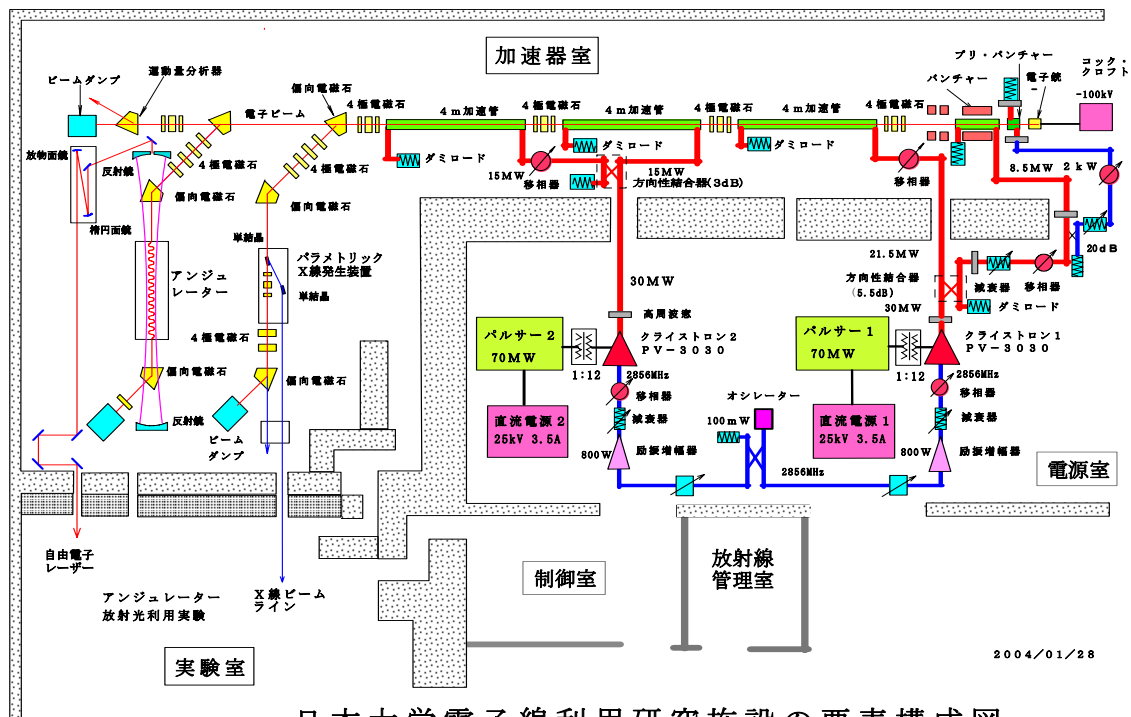 加速器室
プリ・バンチャー
コック・
クロフト
ビームダンプ
運動量分析器
偏向電磁石
バンチャー
電子銃
-100kV
電子ビーム
4極電磁石
4m加速管
4極電磁石
4m加速管
4極電磁石
4m加速管
4極電磁石
放物面鏡
反射鏡
4極電磁石
ダミロード
15MW
移相器
15MW
方向性結合器(3dB)
ダミロード
ダミロード
移相器
8.5MW
2kW
偏向電磁石
偏向電磁石
楕円面鏡
単結晶
パラメトリック
X線発生装置
アンジュ
レーター
単結晶
21.5MW
20dB
方向性結合器
(5.5dB)
減衰器
移相器
30MW
30MW
ダミロード
高周波窓
4極電磁石
パルサー2
70MW
1:12
クライストロン2
PV-3030
パルサー1
70MW
1:12
クライストロン1
PV-3030
偏向電磁石
偏向電磁石
2856MHz
移相器
2856MHz
移相器
オシレーター
直流電源2
25kV 3.5A
減衰器
100mW
直流電源1
25kV 3.5A
減衰器
反射鏡
ビーム
ダンプ
800W
励振増幅器
800W
励振増幅器
2856MHz
電源室
自由電子
レーザー
制御室
放射線
管理室
アンジュレーター
放射光利用実験
X線ビーム
ライン
実験室
2004/01/28
日本大学電子線利用研究施設の要素構成図